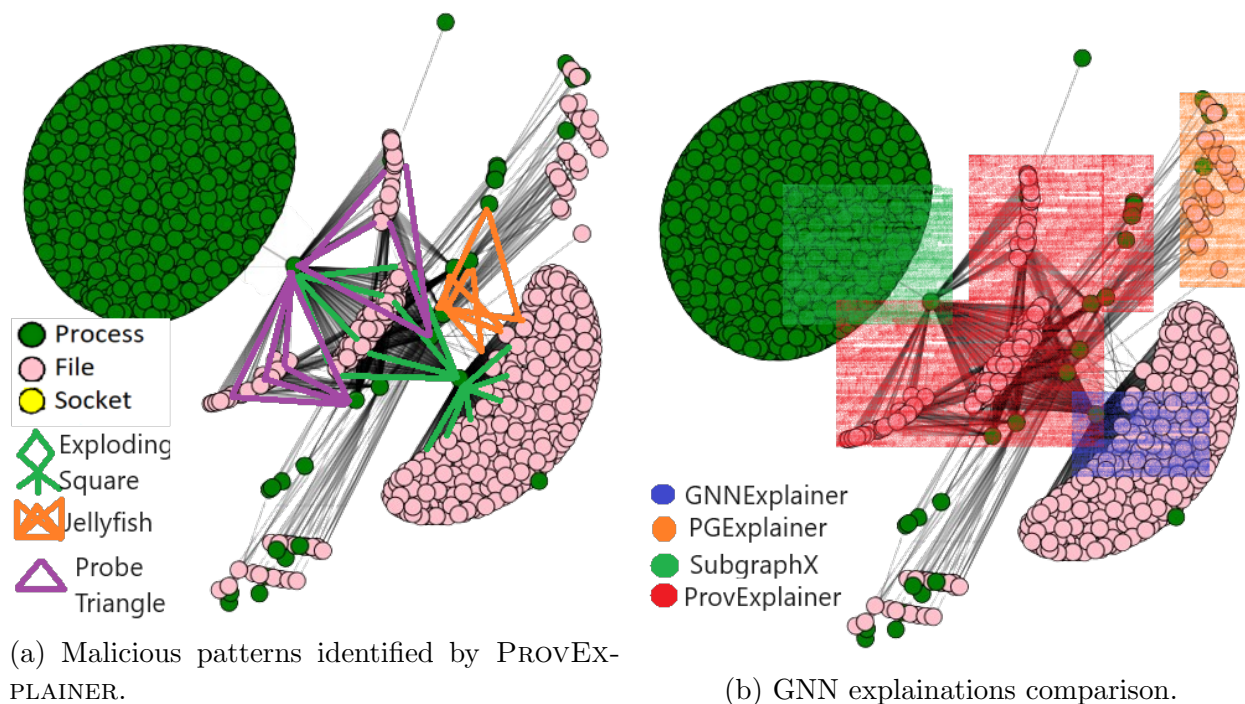 Process
File
Socket
Exploding
Square
Jellyfish
Probe
Triangle
(a) Malicious patterns identified by PROVEX-
PLAINER.
GNNExplainer
PGExplainer
SubgraphX
ProvExplainer
(b) GNN explainations comparison.